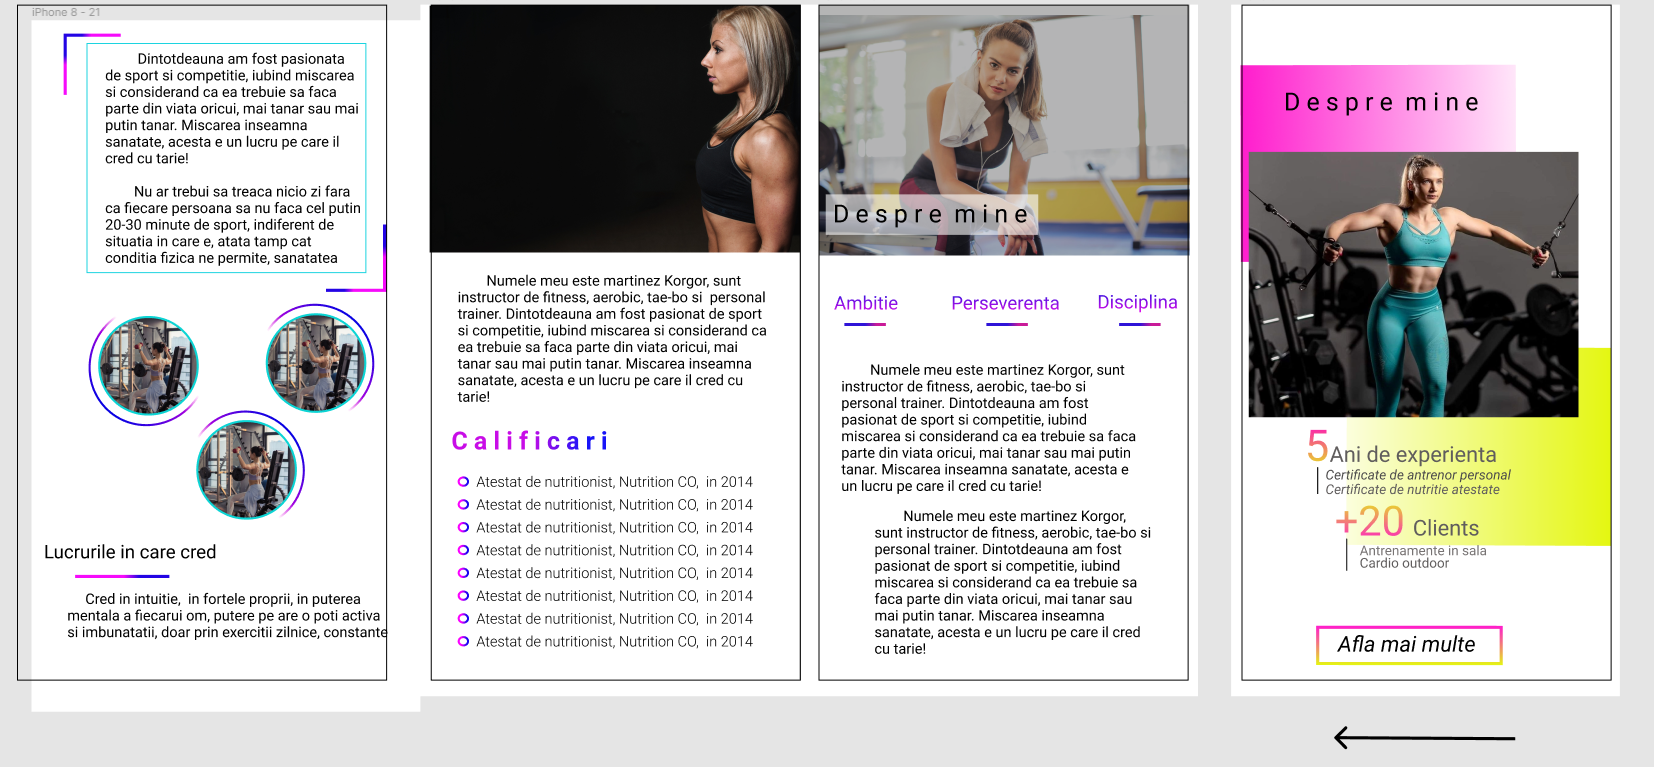 iPhone 8 - 21
Dintotdeauna am fost pasionata
de sport si competitie, iubind miscarea
si considerand ca ea trebuie sa faca
parte din viata oricui, mai tanar sau mai
putin tanar. Miscarea inseamna
sanatate, acesta e un lucru pe care il
cred cu tarie!
Nu ar trebui sa treaca nicio zi fara
ca fiecare persoana sa nu faca cel putin
20-30 minute de sport, indiferent de
situatia in care e, atata tamp cat
conditia fizica ne permite, sanatatea
Lucrurile in care cred
Cred in intuitie, in fortele proprii, in puterea
mentala a fiecarui om, putere pe are o poti activa
si imbunatatii, doar prin exercitii zilnice, constante
Numele meu este martinez Korgor, sunt
instructor de fitness, aerobic, tae-bo si personal
trainer. Dintotdeauna am fost pasionat de sport
si competitie, iubind miscarea si considerand ca
ea trebuie sa faca parte din viata oricui, mai
tanar sau mai putin tanar. Miscarea inseamna
sanatate, acesta e un lucru pe care il cred cu
tarie!
Calificari
Atestat de nutritionist, Nutrition CO, in 2014
Atestat de nutritionist, Nutrition CO, in 2014
Atestat de nutritionist, Nutrition CO, in 2014
Atestat de nutritionist, Nutrition CO, in 2014
Atestat de nutritionist, Nutrition CO, in 2014
Atestat de nutritionist, Nutrition CO, in 2014
Atestat de nutritionist, Nutrition CO, in 2014
Atestat de nutritionist, Nutrition CO, in 2014
Despre mine
Ambitie Perseverenta Disciplina
Numele meu este martinez Korgor, sunt
instructor de fitness, aerobic, tae-bo si
personal trainer. Dintotdeauna am fost
pasionat de sport si competitie, iubind
miscarea si considerand ca ea trebuie sa faca
parte din viata oricui, mai tanar sau mai putin
tanar. Miscarea inseamna sanatate, acesta e
un lucru pe care il cred cu tarie!
Numele meu este martinez Korgor,
sunt instructor de fitness, aerobic, tae-bo si
personal trainer. Dintotdeauna am fost
pasionat de sport si competitie, iubind
miscarea si considerand ca ea trebuie sa
faca parte din viata oricui, mai tanar sau
mai putin tanar. Miscarea inseamna
sanatate, acesta e un lucru pe care il cred
cu tarie!
Despre mine
5 Ani de experienta
Certificate de antrenor personal
Certificate de nutritie atestate
+20 Clients
Antrenamente in sala
Cardio outdoor
Afla mai multe